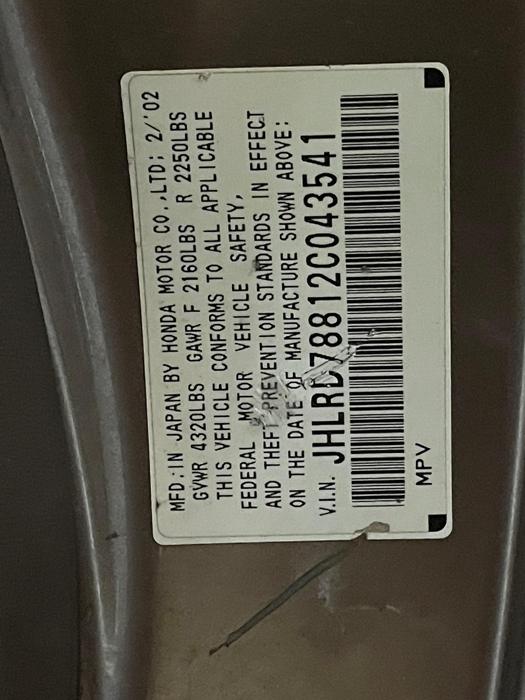 MFD. IN JAPAN BY HONDA MOTOR CO.,LTD; 2/'02
GVWR 4320LBS GAWR F 2160LBS R 2250LBS
THIS VEHICLE CONFORMS TO ALL APPLICABLE
FEDERAL MOTOR VEHICLE SAFETY,
AND THEFT PREVENTION STANDARDS IN EFFECT
ON THE DATE OF MANUFACTURE SHOWN ABOVE;
V.I.N. JHLRD78812C043541
MPV